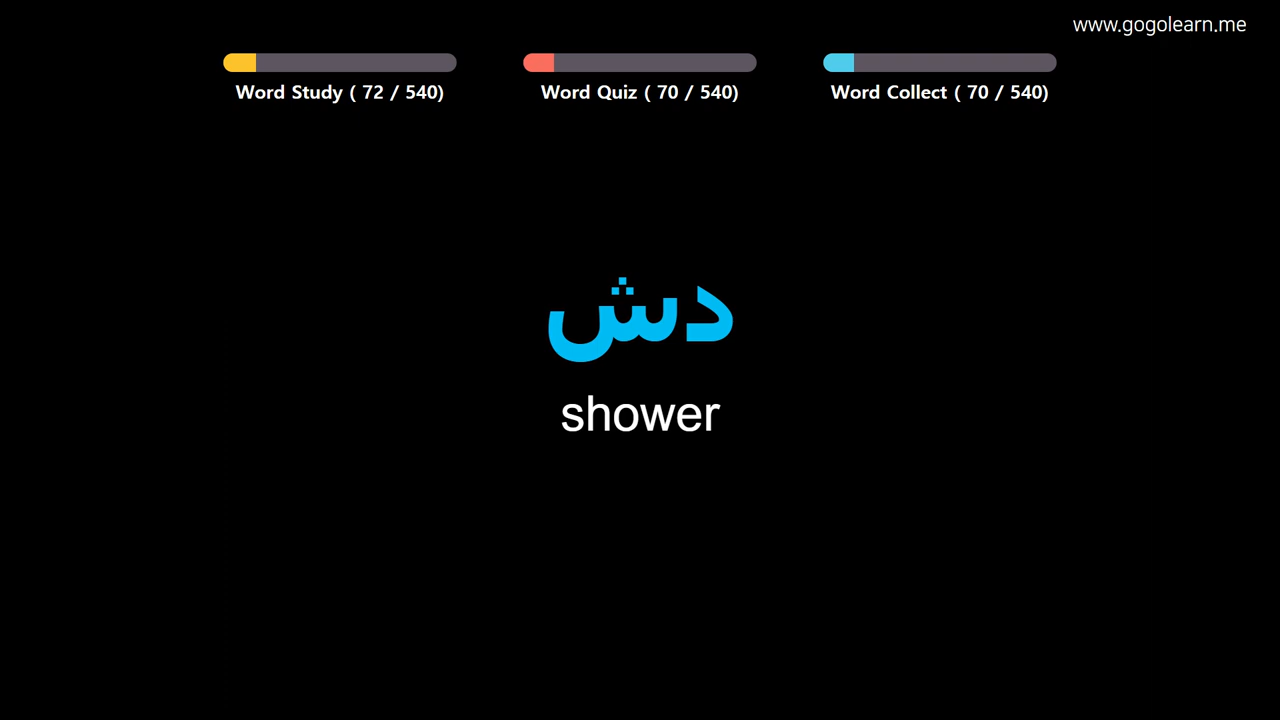 www.gogolearn.me
Word Study ( 72 / 540)
Word Quiz ( 70 / 540)
Word Collect ( 70 / 540)
دش
shower